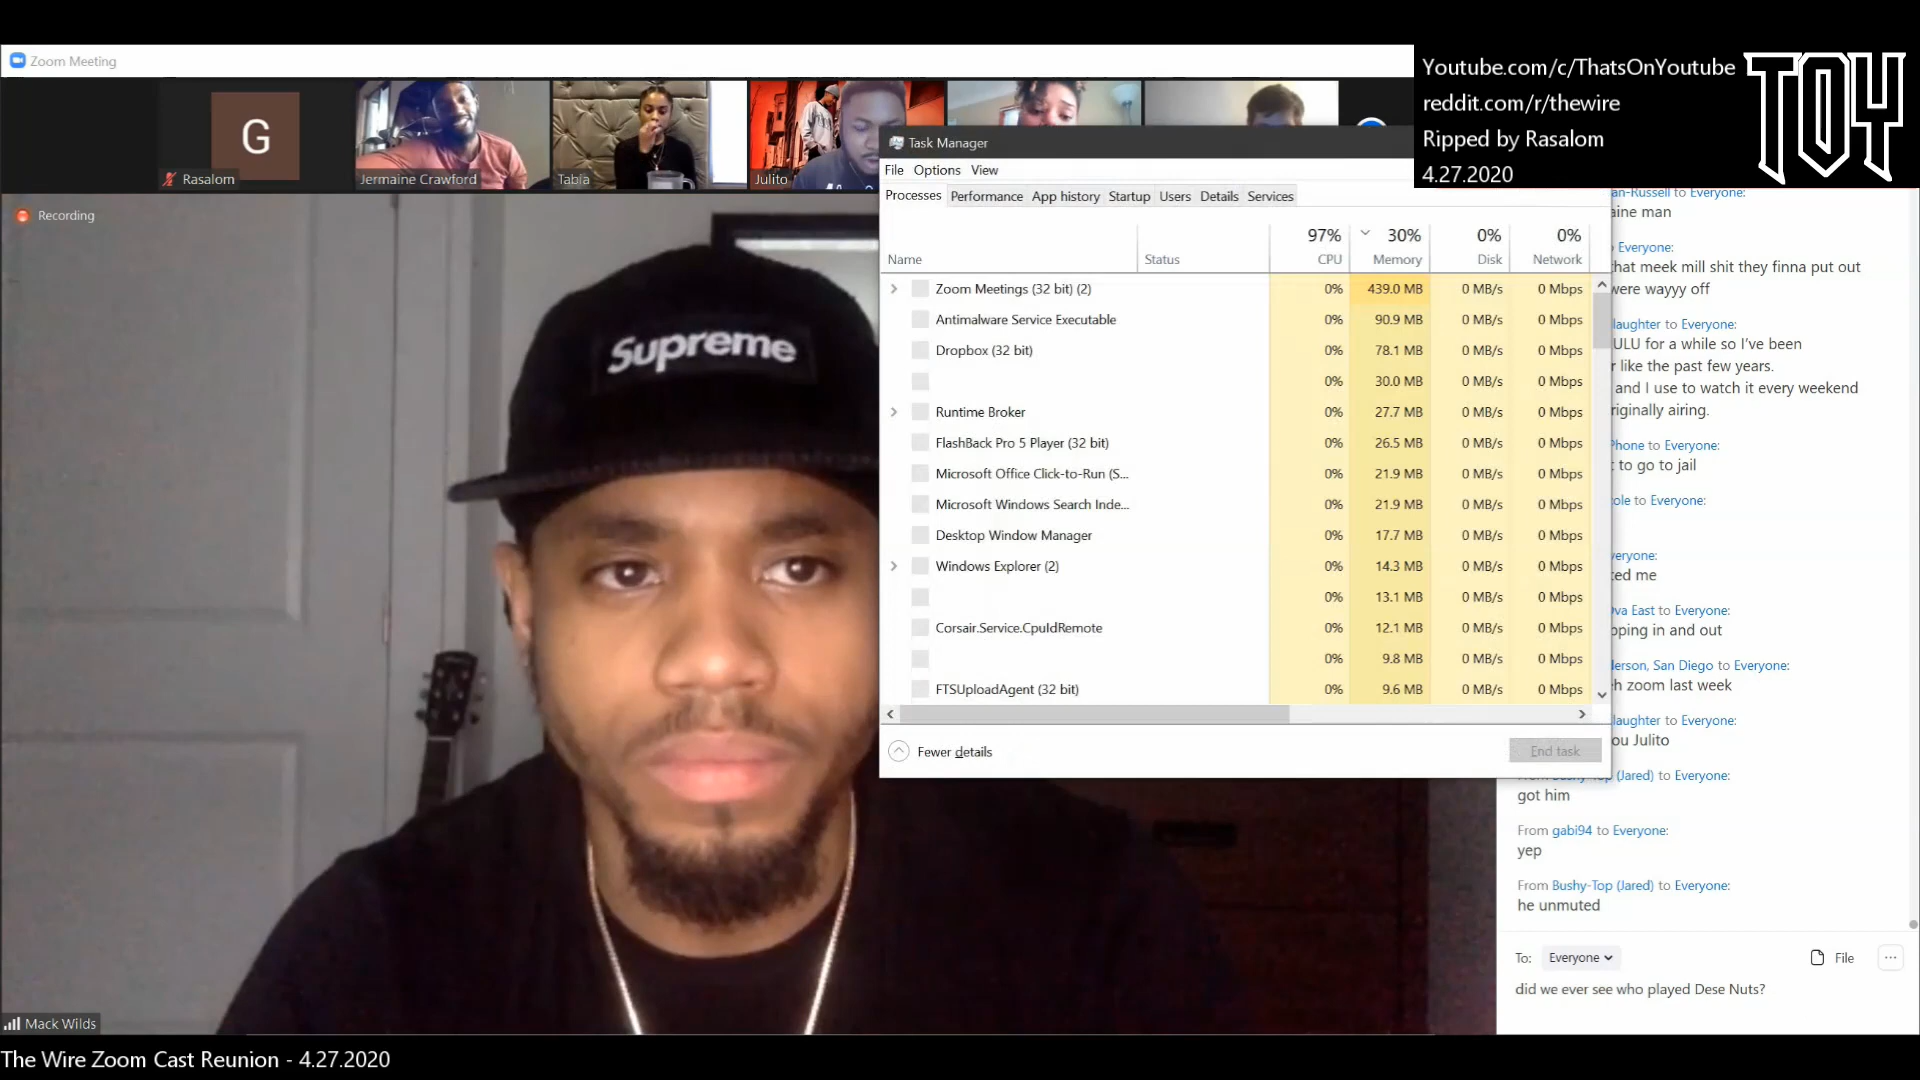 Zoom Meeting
Youtube.com/c/ThatsOnYoutube
reddit.com/r/thewire
Ripped by Rasalom
4.27.2020
TOY
G
Rasalom
Jermaine Crawford
Tabia
Julito
Recording
Supreme
Task Manager
File Options View
Processes Performance App history Startup Users Details Services
97% 30% 0% 0%
Name Status CPU Memory Disk Network
Zoom Meetings (32 bit) (2) 0% 439.0 MB 0 MB/s 0 Mbps
Antimalware Service Executable 0% 90.9 MB 0 MB/s 0 Mbps
Dropbox (32 bit) 0% 78.1 MB 0 MB/s 0 Mbps
0% 30.0 MB 0 MB/s 0 Mbps
Runtime Broker 0% 27.7 MB 0 MB/s 0 Mbps
FlashBack Pro 5 Player (32 bit) 0% 26.5 MB 0 MB/s 0 Mbps
Microsoft Office Click-to-Run (S... 0% 21.9 MB 0 MB/s 0 Mbps
Microsoft Windows Search Inde... 0% 21.9 MB 0 MB/s 0 Mbps
Desktop Window Manager 0% 17.7 MB 0 MB/s 0 Mbps
Windows Explorer (2) 0% 14.3 MB 0 MB/s 0 Mbps
0% 13.1 MB 0 MB/s 0 Mbps
Corsair.Service.CpuIdRemote 0% 12.1 MB 0 MB/s 0 Mbps
0% 9.8 MB 0 MB/s 0 Mbps
FTSUploadAgent (32 bit) 0% 9.6 MB 0 MB/s 0 Mbps
Fewer details
End task
an-Russell to Everyone:
aine man
Everyone:
that meek mill shit they finna put out
were wayyy off
laughter to Everyone:
ULU for a while so I've been
r like the past few years.
and I use to watch it every weekend
riginally airing.
Phone to Everyone:
t to go to jail
ole to Everyone:
veryone:
ted me
ova East to Everyone:
pping in and out
derson, San Diego to Everyone:
h zoom last week
laughter to Everyone:
ou Julito
(Jared) to Everyone:
got him
From gabi94 to Everyone:
yep
From Bushy-Top (Jared) to Everyone:
he unmuted
To: Everyone File ...
did we ever see who played Dese Nuts?
Mack Wilds
The Wire Zoom Cast Reunion - 4.27.2020